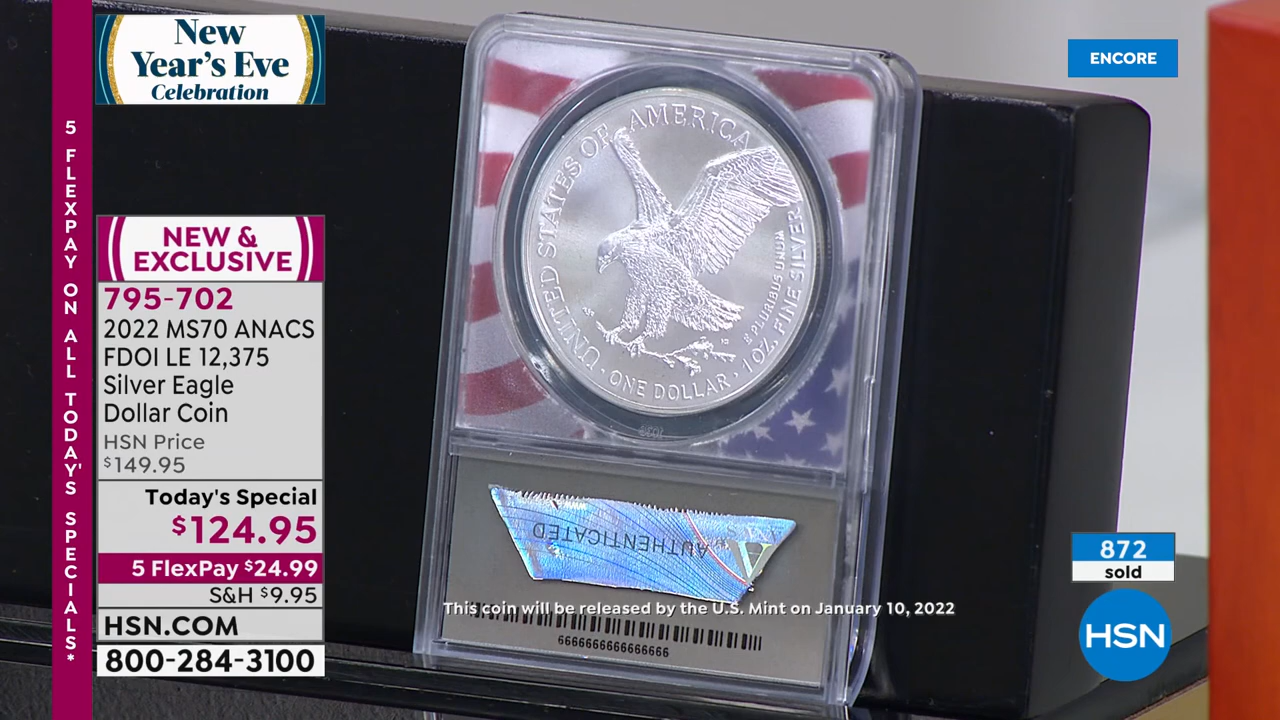 New
Year's Eve
Celebration
ENCORE
5 FLEXPAY ON ALL TODAY'S SPECIALS*
NEW &
EXCLUSIVE
795-702
2022 MS70 ANACS
FDOI LE 12,375
Silver Eagle
Dollar Coin
HSN Price
$149.95
Today's Special
$124.95
5 FlexPay $24.99
S&H $9.95
HSN.COM
800-284-3100
UNITED STATES OF AMERICA
E PLURIBUS UNUM
1 OZ. FINE SILVER
ONE DOLLAR
AUTHENTICATED
This coin will be released by the U.S. Mint on January 10, 2022
6666666666666666
872
sold
HSN